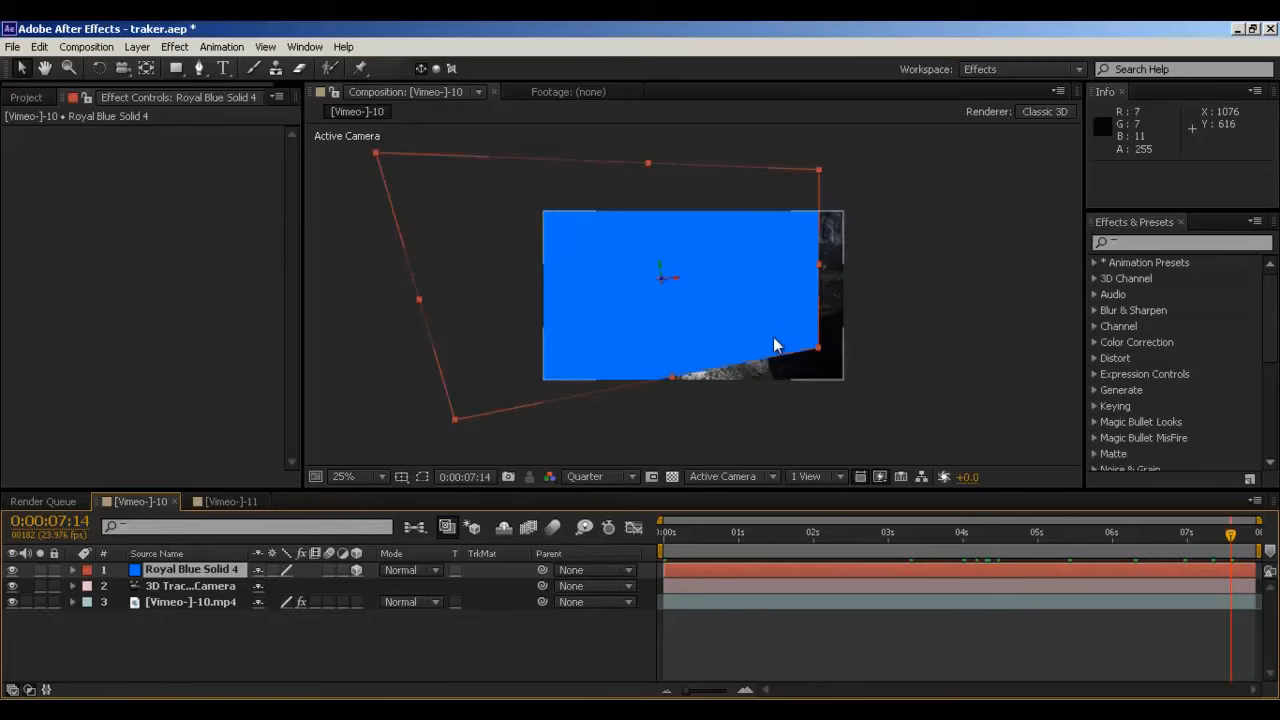 Adobe After Effects - traker.aep *
File Edit Composition Layer Effect Animation View Window Help
Workspace: Effects Search Help
Project Effect Controls: Royal Blue Solid 4 Composition: [Vimeo-]-10 Footage: (none) Info
[Vimeo-]-10 • Royal Blue Solid 4 [Vimeo-]-10 Renderer: Classic 3D
R: 7 X: 1076
G: 7 Y: 616
B: 11
A: 255
Active Camera
Effects & Presets
* Animation Presets
3D Channel
Audio
Blur & Sharpen
Channel
Color Correction
Distort
Expression Controls
Generate
Keying
Magic Bullet Looks
Magic Bullet MisFire
Matte
Noise & Grain
25% 0:00:07:14 Quarter Active Camera 1 View +0.0
Render Queue [Vimeo-]-10 [Vimeo-]-11
0:00:07:14
00182 (23.976 fps)
:00s 01s 02s 03s 04s 05s 06s 07s
# Source Name Mode T TrkMat Parent
1 Royal Blue Solid 4 Normal None
2 3D Trac...Camera None
3 [Vimeo-]-10.mp4 Normal None